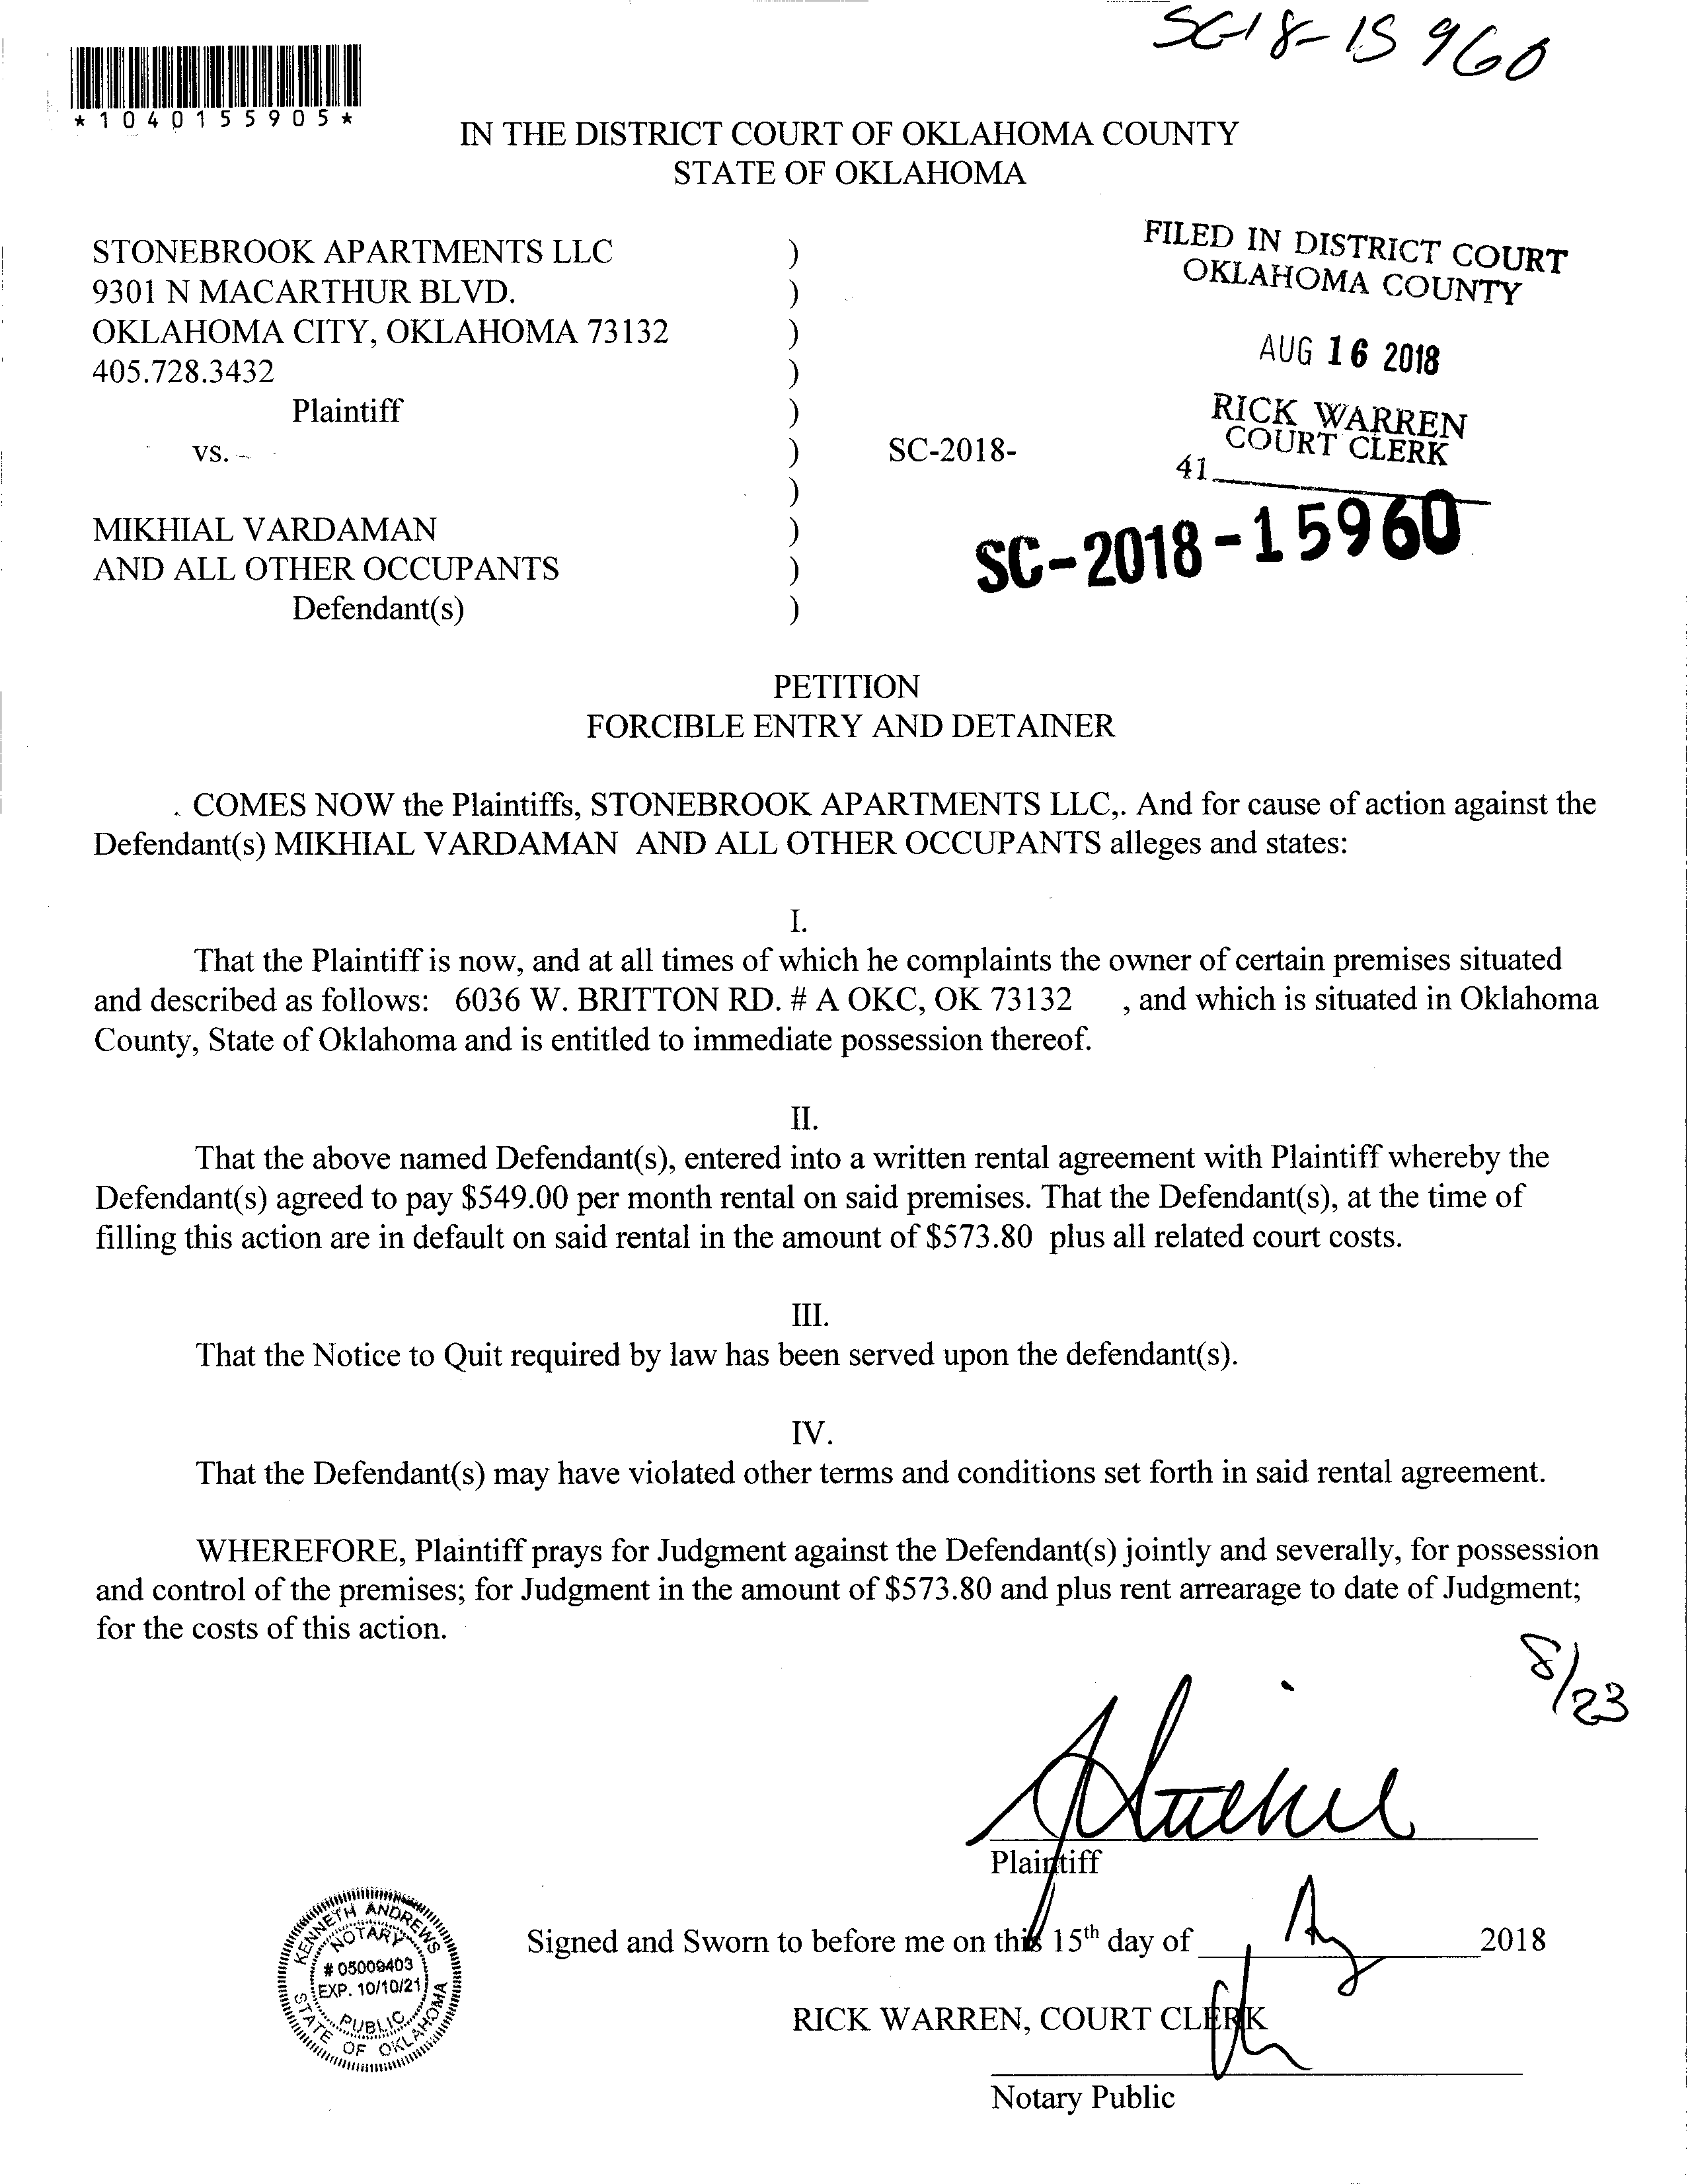 SC-18-15960
*1040155905*
IN THE DISTRICT COURT OF OKLAHOMA COUNTY
STATE OF OKLAHOMA
STONEBROOK APARTMENTS LLC )
9301 N MACARTHUR BLVD. )
OKLAHOMA CITY, OKLAHOMA 73132 )
405.728.3432 )
Plaintiff )
vs. ) SC-2018-
)
MIKHIAL VARDAMAN )
AND ALL OTHER OCCUPANTS )
Defendant(s) )
FILED IN DISTRICT COURT
OKLAHOMA COUNTY
AUG 16 2018
RICK WARREN
COURT CLERK
41
SC-2018-15960
PETITION
FORCIBLE ENTRY AND DETAINER
. COMES NOW the Plaintiffs, STONEBROOK APARTMENTS LLC,. And for cause of action against the
Defendant(s) MIKHIAL VARDAMAN AND ALL OTHER OCCUPANTS alleges and states:
I.
That the Plaintiff is now, and at all times of which he complaints the owner of certain premises situated
and described as follows: 6036 W. BRITTON RD. # A OKC, OK 73132 , and which is situated in Oklahoma
County, State of Oklahoma and is entitled to immediate possession thereof.
II.
That the above named Defendant(s), entered into a written rental agreement with Plaintiff whereby the
Defendant(s) agreed to pay $549.00 per month rental on said premises. That the Defendant(s), at the time of
filling this action are in default on said rental in the amount of $573.80 plus all related court costs.
III.
That the Notice to Quit required by law has been served upon the defendant(s).
IV.
That the Defendant(s) may have violated other terms and conditions set forth in said rental agreement.
WHEREFORE, Plaintiff prays for Judgment against the Defendant(s) jointly and severally, for possession
and control of the premises; for Judgment in the amount of $573.80 and plus rent arrearage to date of Judgment;
for the costs of this action.
8/23
Plaintiff
Signed and Sworn to before me on this 15th day of Aug 2018
RICK WARREN, COURT CLERK
Notary Public
KENNETH ANDREWS
NOTARY
# 05009403
EXP. 10/10/21
PUBLIC
STATE OF OKLAHOMA